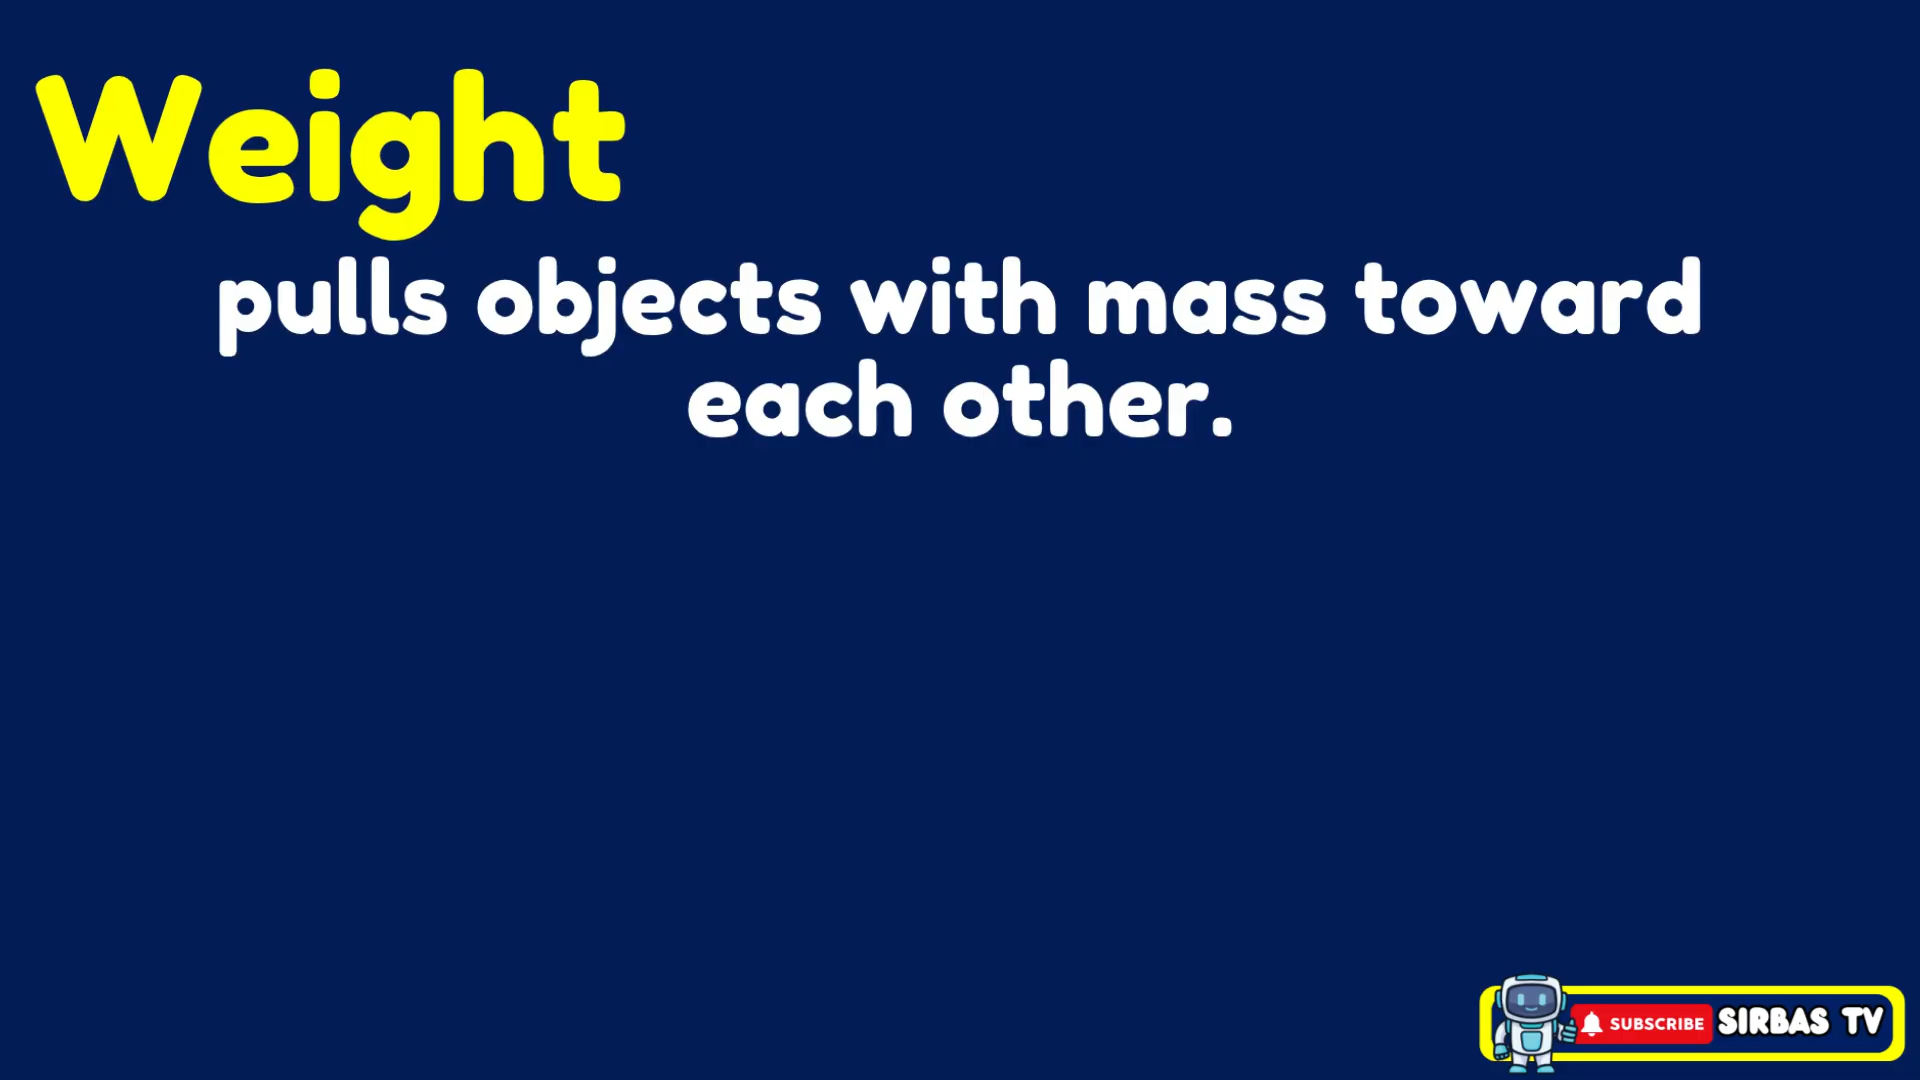 Weight
pulls objects with mass toward
each other.
SUBSCRIBE SIRBAS TV